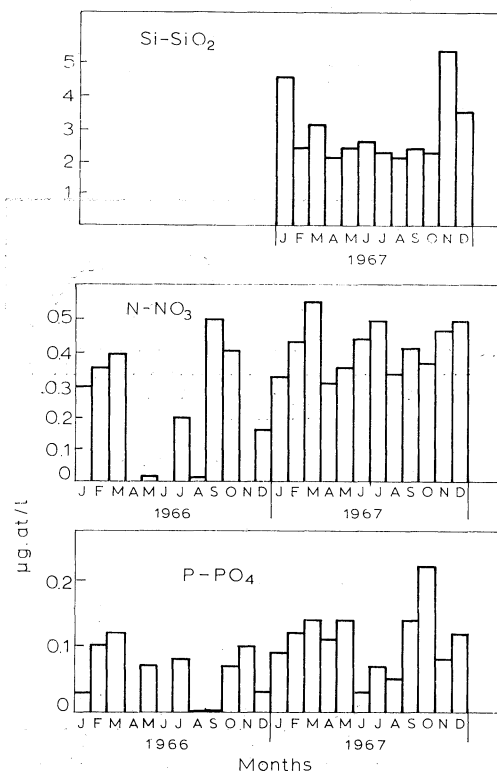 Si-SiO₂
5
4
3
2
1
J F M A M J J A S O N D
1967
N-NO₃
0.5
0.4
0.3
0.2
0.1
0
J F M A M J J A S O N D J F M A M J J A S O N D
1966 1967
µg.at/l
P-PO₄
0.2
0.1
0
J F M A M J J A S O N D J F M A M J J A S O N D
1966 1967
Months